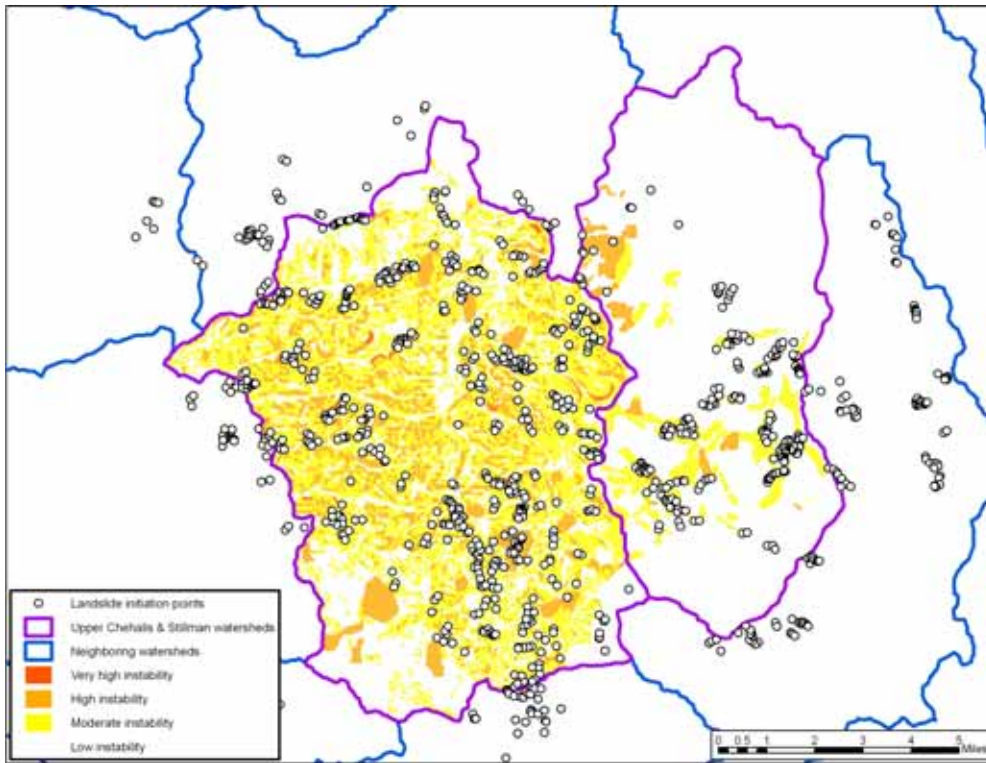 Landslide initiation points
Upper Chehalis & Stillman watersheds
Neighboring watersheds
Very high instability
High instability
Moderate instability
Low instability
0 0.5 1 2 3 4 5
Miles